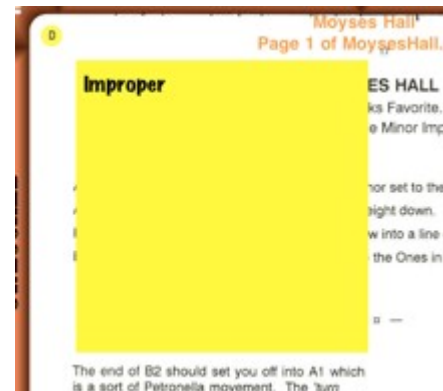 Moyses Hall
Page 1 of MoysesHall.
D
Improper
ES HALL
ks Favorite.
e Minor Imp
nor set to the
eight down.
w into a line
the Ones in
The end of B2 should set you off into A1 which
is a sort of Petronella movement. The 'turn